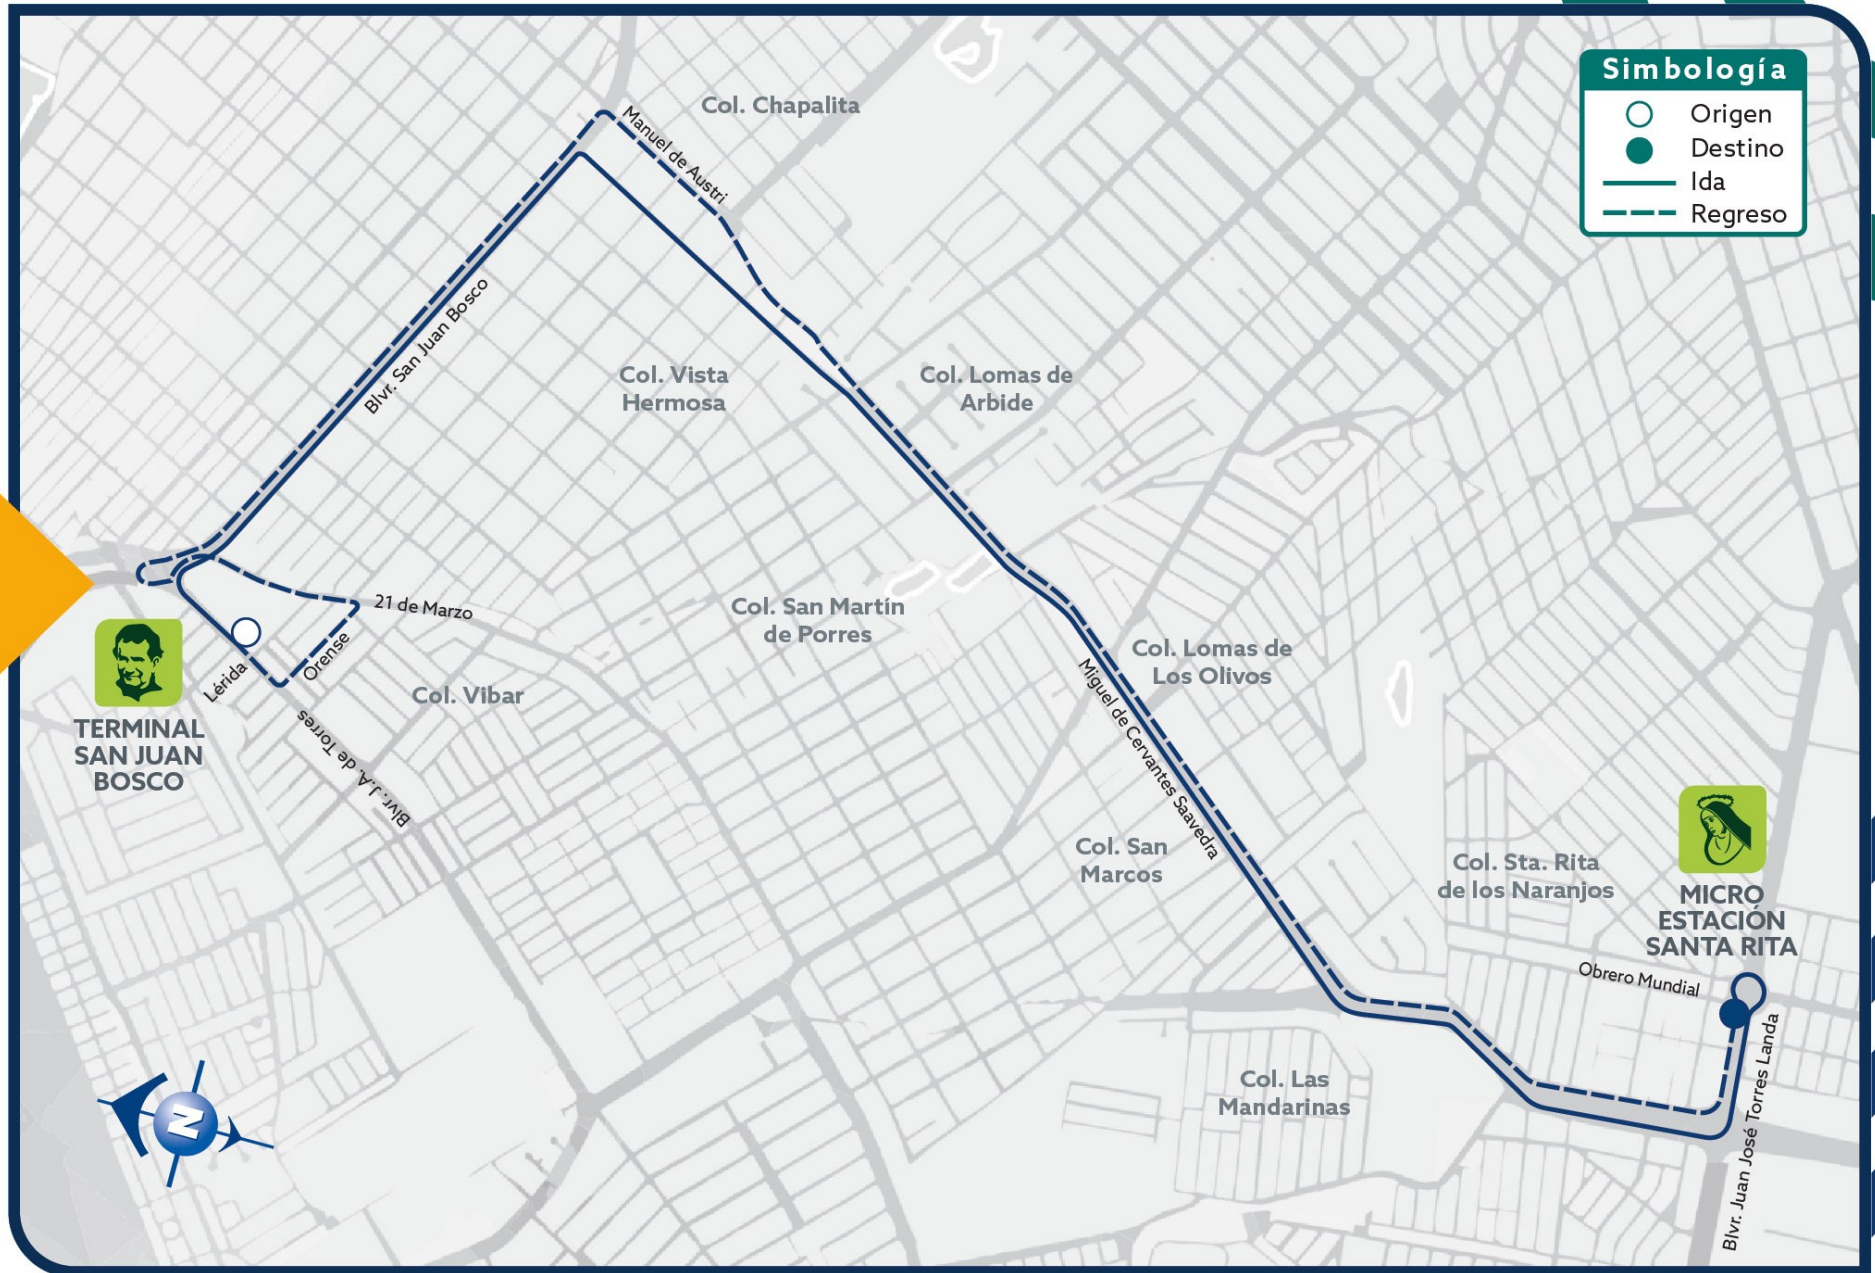 Simbología
Origen
Destino
Ida
Regreso
Col. Chapalita
Manuel de Austri
Blvr. San Juan Bosco
Col. Vista
Hermosa
Col. Lomas de
Arbide
21 de Marzo
Orense
Lérida
Col. Vibar
Blvr. J.A. de Torres
TERMINAL
SAN JUAN
BOSCO
Col. San Martín
de Porres
Col. Lomas de
Los Olivos
Miguel de Cervantes Saavedra
Col. San
Marcos
Col. Sta. Rita
de los Naranjos
MICRO
ESTACIÓN
SANTA RITA
Obrero Mundial
Blvr. Juan José Torres Landa
Col. Las
Mandarinas
N